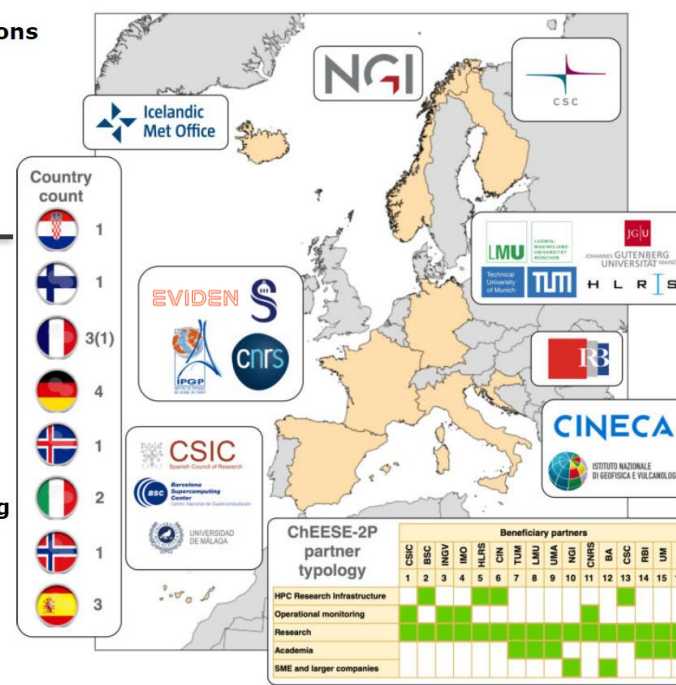 ons
NGI
CSC
Icelandic
Met Office
Country
count
1
1
3(1)
4
1
2
1
3
g
LMU
LUDWIG-
MAXIMILIANS-
UNIVERSITÄT
MÜNCHEN
JG|U
JOHANNES GUTENBERG
UNIVERSITÄT MAINZ
Technical
University
of Munich
TUM
H L R I S
EVIDEN
S
IPGP
cnrs
RB
CINECA
ISTITUTO NAZIONALE
DI GEOFISICA E VULCANOLOGIA
CSIC
Spanish Council of Research
BSC
Barcelona
Supercomputing
Center
Centro Nacional de Supercomputación
UNIVERSIDAD
DE MÁLAGA
ChEESE-2P
partner
typology
Beneficiary partners
CSIC BSC INGV IMO HLRS CIN TUM LMU UMA NGI CNRS BA CSC RBI UM
1 2 3 4 5 6 7 8 9 10 11 12 13 14 15
HPC Research Infrastructure
Operational monitoring
Research
Academia
SME and larger companies